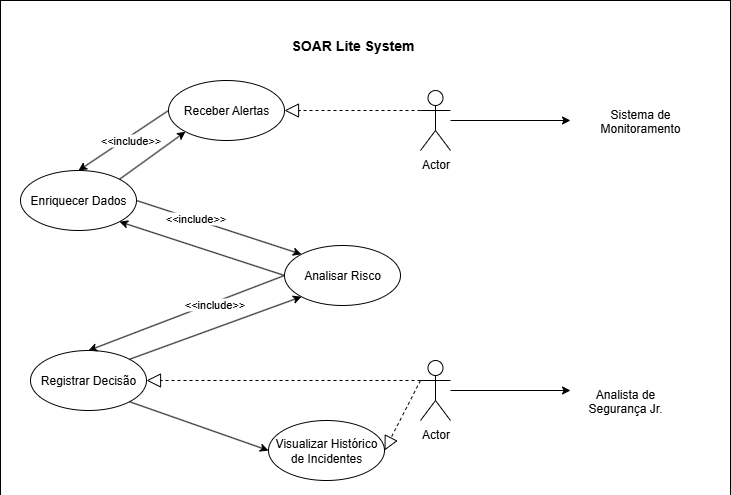 SOAR Lite System
Receber Alertas
<<include>>
Sistema de
Monitoramento
Actor
Enriquecer Dados
<<include>>
Analisar Risco
<<include>>
Registrar Decisão
Analista de
Segurança Jr.
Actor
Visualizar Histórico
de Incidentes